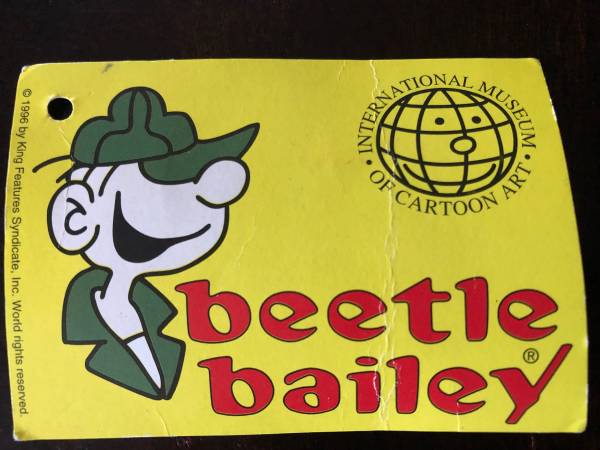 © 1996 by King Features Syndicate, Inc. World rights reserved.
INTERNATIONAL MUSEUM
• OF CARTOON ART •
beetle
bailey®